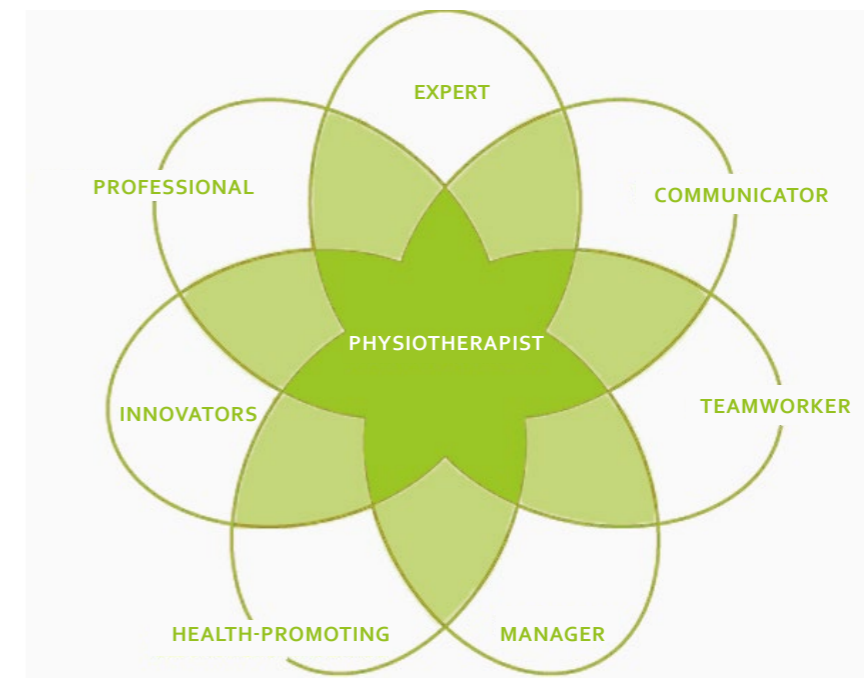 EXPERT
PROFESSIONAL
COMMUNICATOR
PHYSIOTHERAPIST
INNOVATORS
TEAMWORKER
HEALTH-PROMOTING
MANAGER